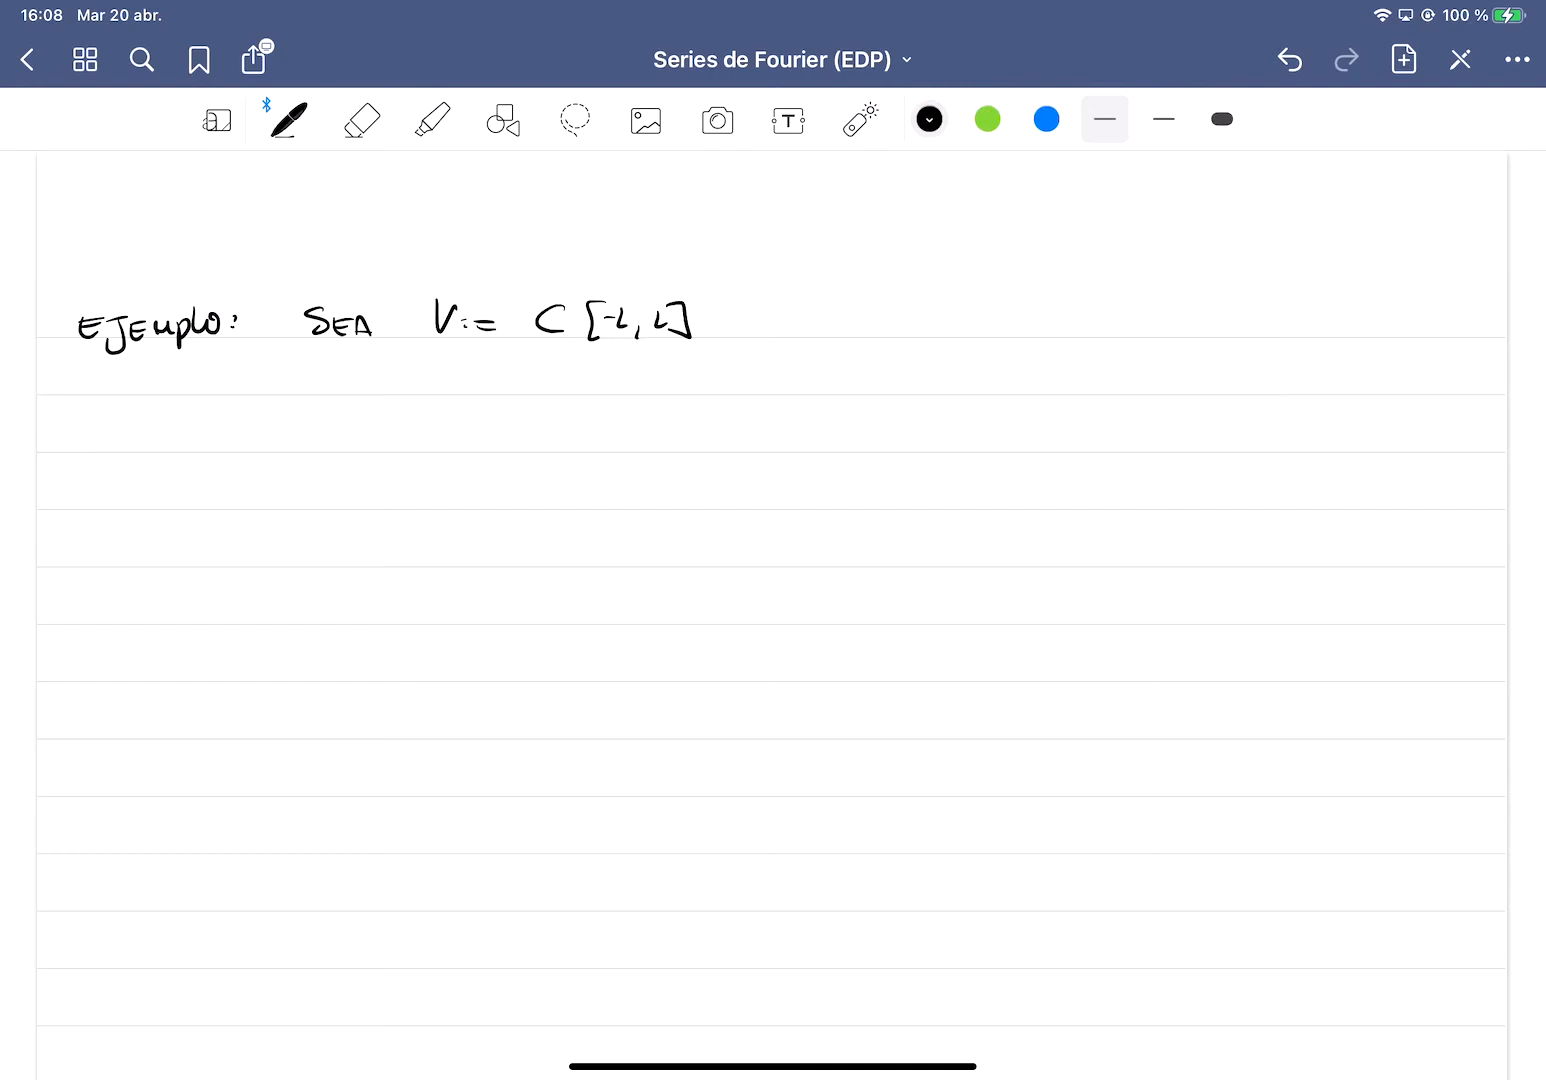 16:08 Mar 20 abr. 100 %
Series de Fourier (EDP)
T
EJEMPLO: SEA V:= C [-L, L]